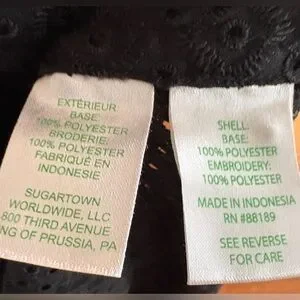 EXTÉRIEUR
BASE:
100% POLYESTER
BRODERIE:
100% POLYESTER
FABRIQUÉ EN
INDONESIE
SUGARTOWN
WORLDWIDE, LLC
800 THIRD AVENUE
NG OF PRUSSIA, PA
SHELL:
BASE:
100% POLYESTER
EMBROIDERY:
100% POLYESTER
MADE IN INDONESIA
RN #88189
SEE REVERSE
FOR CARE